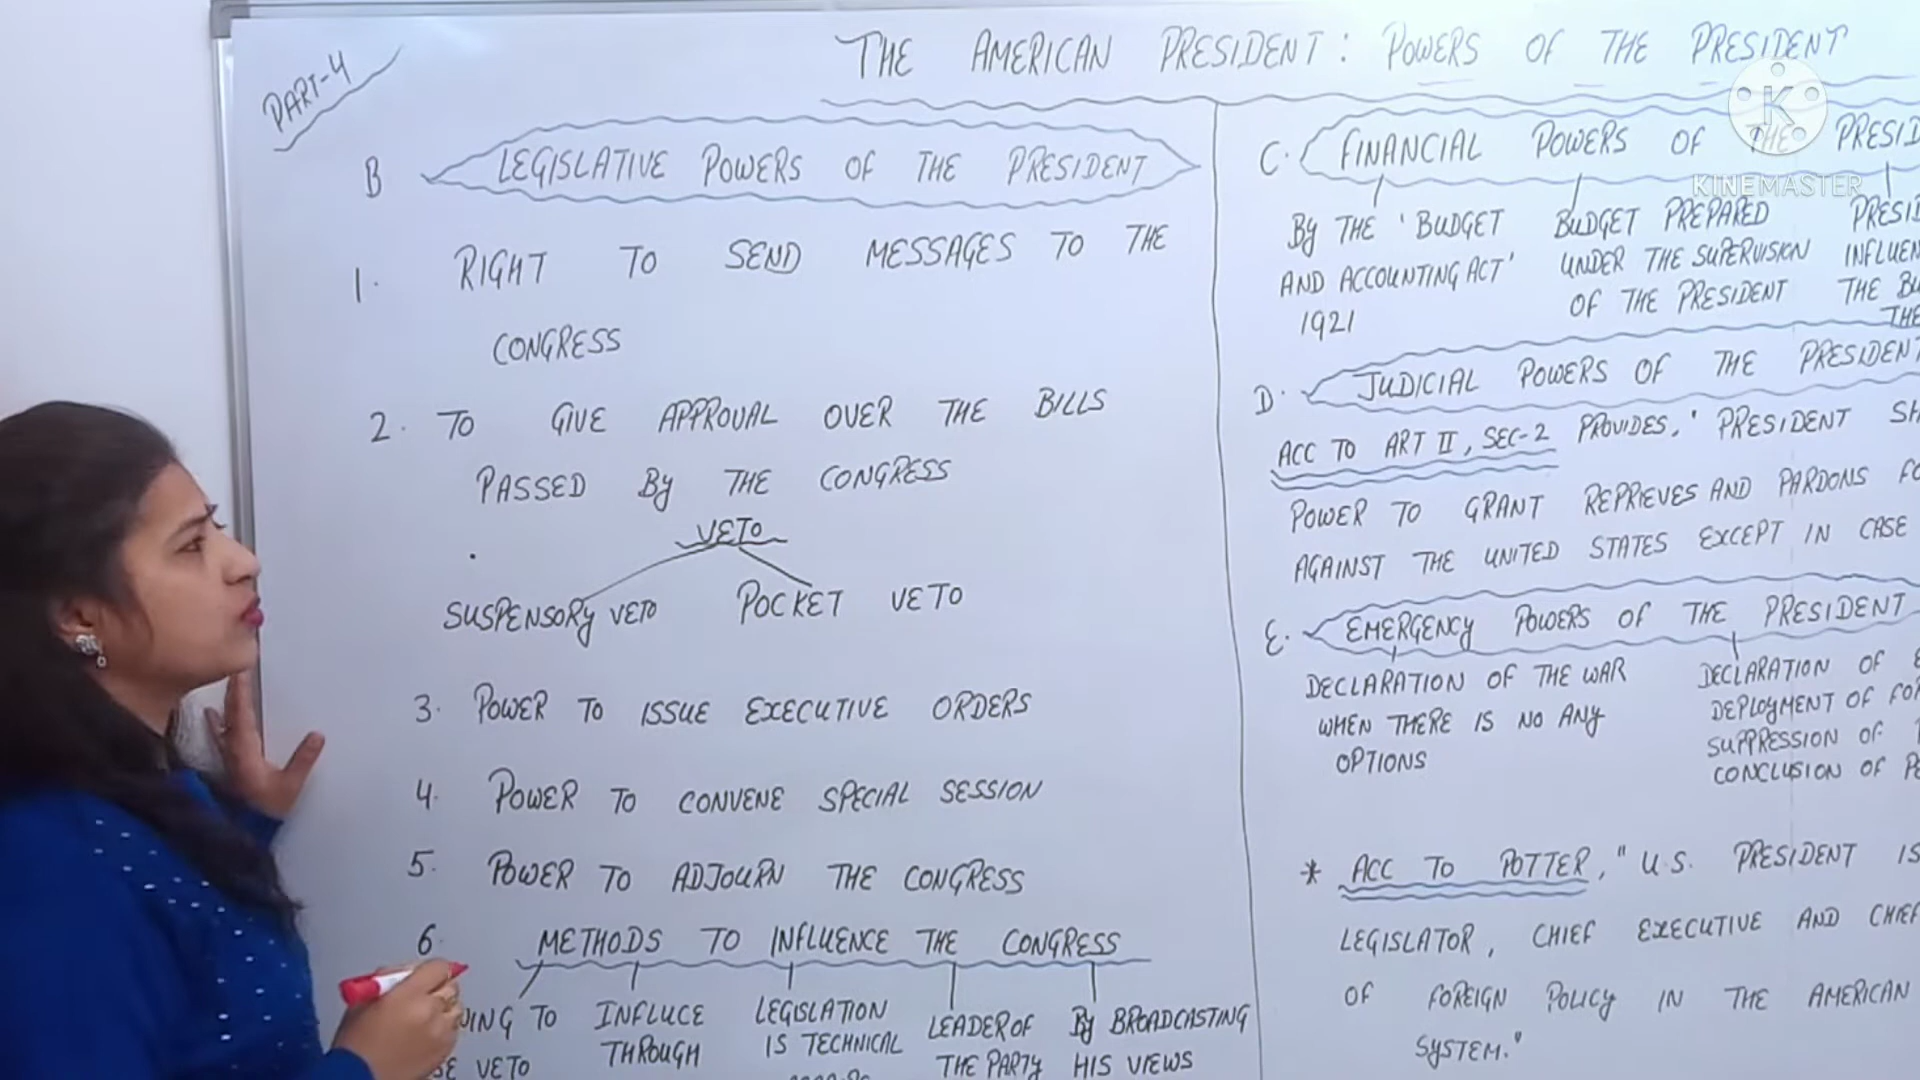 PART-4
THE AMERICAN PRESIDENT: POWERS OF THE PRESIDENT
B LEGISLATIVE POWERS OF THE PRESIDENT
1. RIGHT TO SEND MESSAGES TO THE
CONGRESS
2. TO GIVE APPROVAL OVER THE BILLS
PASSED By THE CONGRESS
VETO
SUSPENSORy VETO POCKET VETO
3. POWER TO ISSUE EXECUTIVE ORDERS
4. POWER TO CONVENE SPECIAL SESSION
5. POWER TO ADJOURN THE CONGRESS
6. METHODS TO INFLUENCE THE CONGRESS
TO
VETO
INFLUCE
THROUGH
LEGISLATION
IS TECHNICAL
LEADER OF
THE PARTY
By BROADCASTING
HIS VIEWS
C. FINANCIAL POWERS OF THE
KINEMASTER
By THE 'BUDGET
AND ACCOUNTING ACT'
1921
BUDGET PREPARED
UNDER THE SUPERVISION
OF THE PRESIDENT
THE
THE
D. JUDICIAL POWERS OF THE PRESIDENT
ACC TO ART II, SEC-2 PROVIDES, 'PRESIDENT
POWER TO GRANT REPRIEVES AND PARDONS
AGAINST THE UNITED STATES EXCEPT IN CASE
E. EMERGENCy POWERS OF THE PRESIDENT
DECLARATION OF THE WAR
WHEN THERE IS NO ANy
OPTIONS
DECLARATION OF
DEPLOyMENT OF
SUPPRESSION OF
CONCLUSION OF
* ACC TO POTTER, "U.S. PRESIDENT IS
LEGISLATOR, CHIEF EXECUTIVE AND
OF FOREIGN POLICY IN THE AMERICAN
SYSTEM."